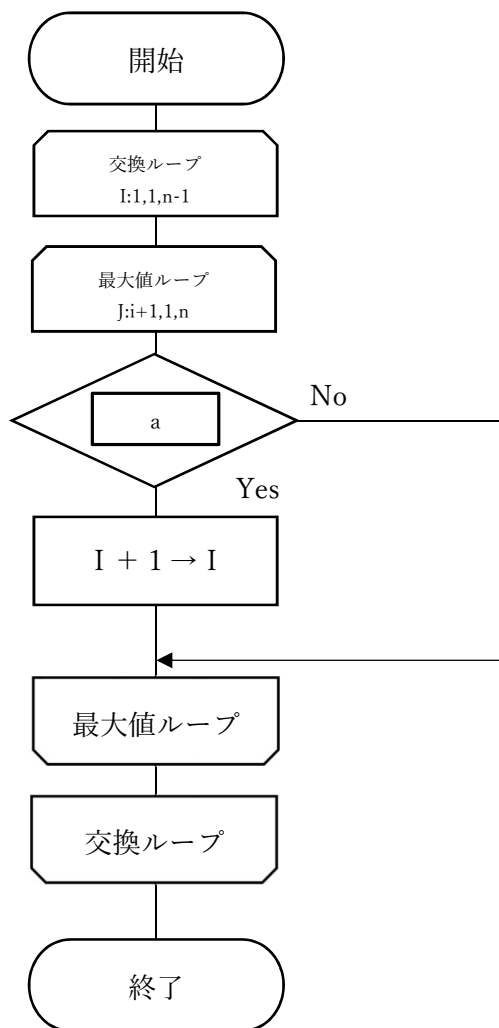 開始
交換ループ
I:1,1,n-1
最大値ループ
J:i+1,1,n
a
No
Yes
I + 1 → I
最大値ループ
交換ループ
終了